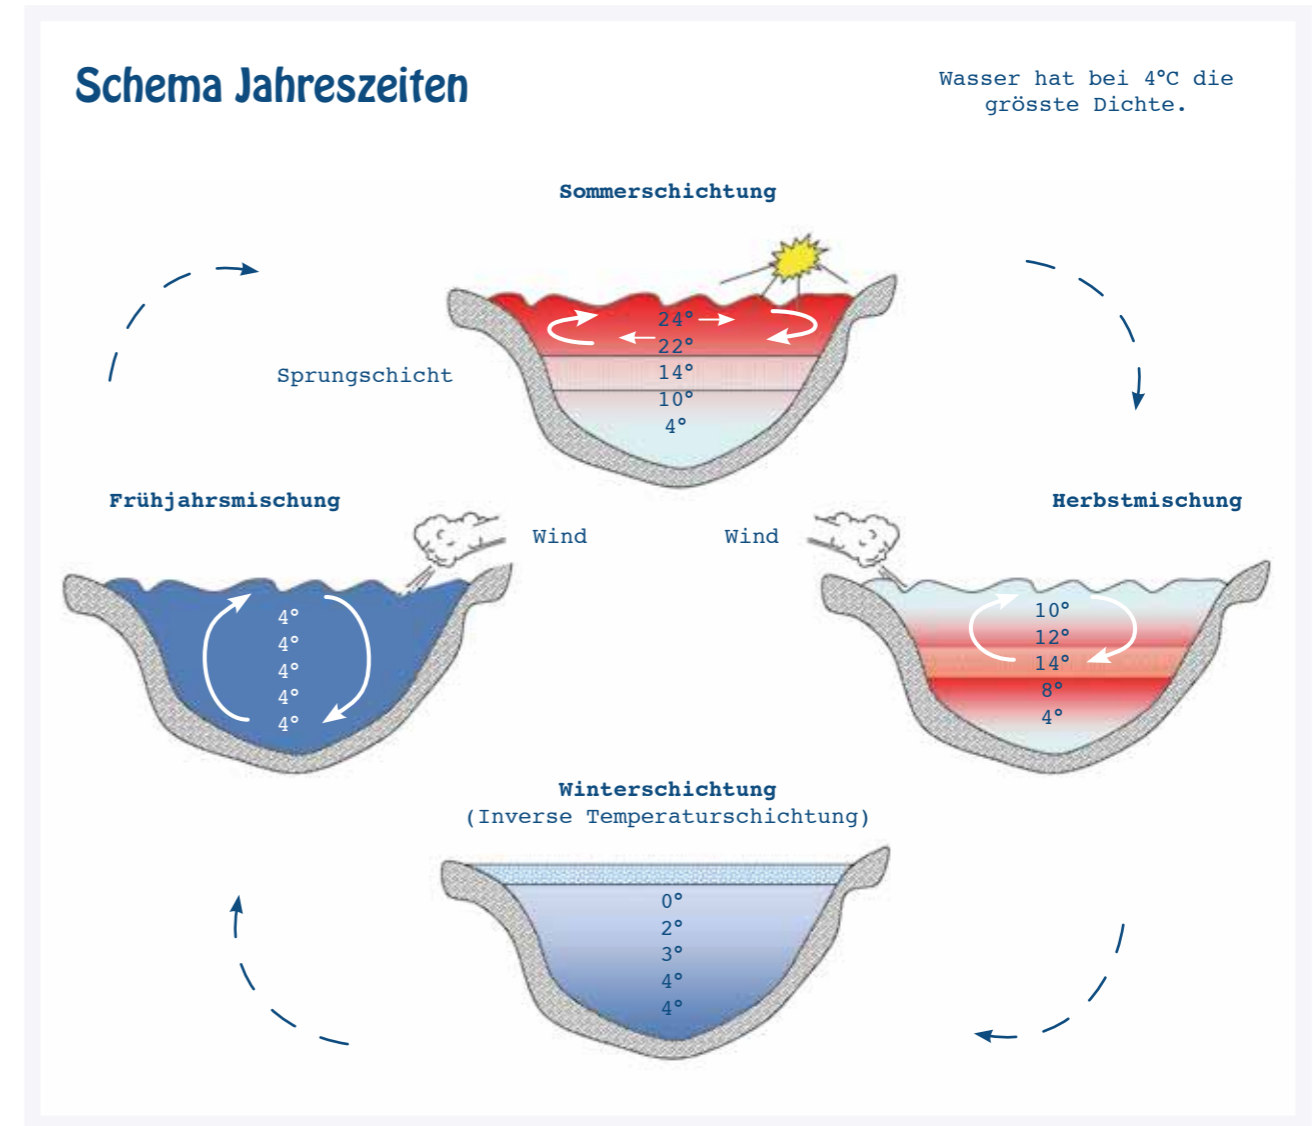 Schema Jahreszeiten
Wasser hat bei 4°C die
grösste Dichte.
Sommerschichtung
24°
22°
14°
10°
4°
Sprungschicht
Frühjahrsmischung
Wind
4°
4°
4°
4°
4°
Herbstmischung
Wind
10°
12°
14°
8°
4°
Winterschichtung
(Inverse Temperaturschichtung)
0°
2°
3°
4°
4°